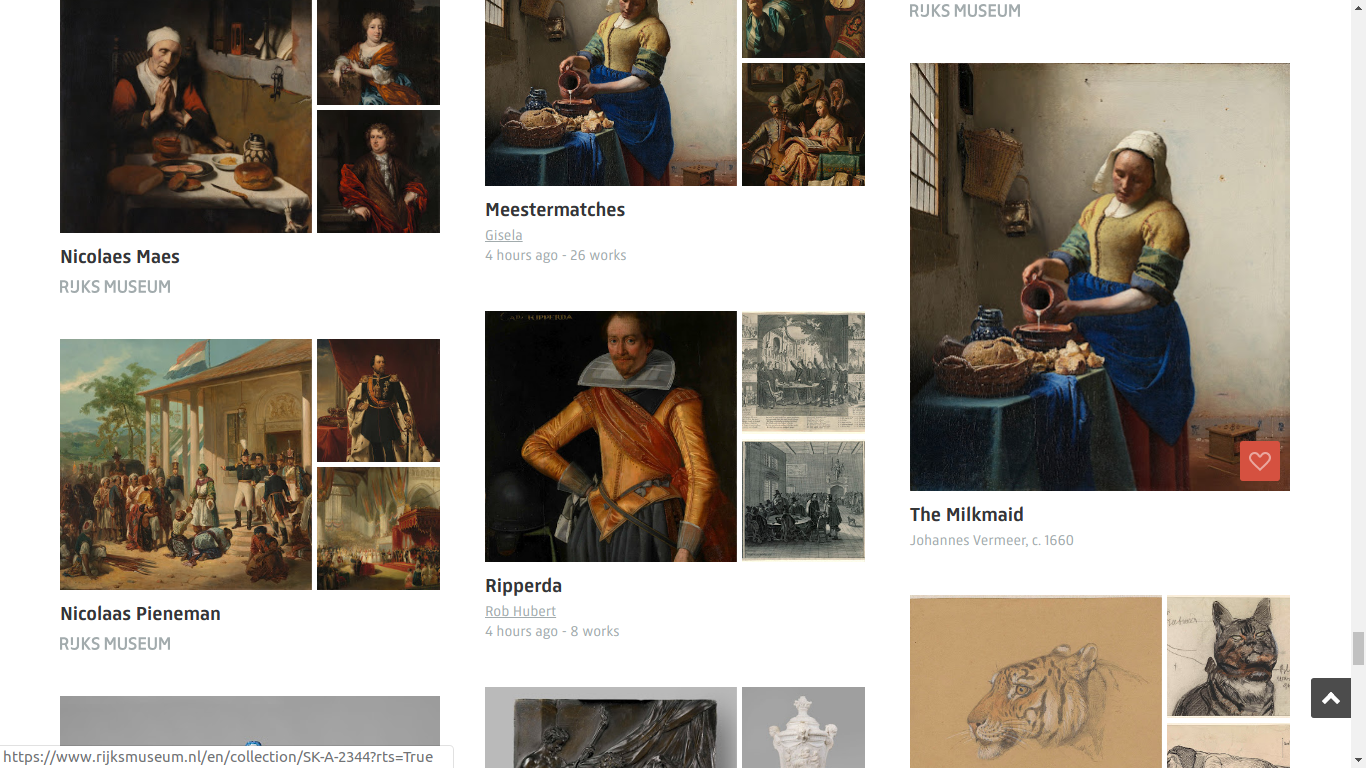 Nicolaes Maes
RIJKS MUSEUM
Nicolaas Pieneman
RIJKS MUSEUM
Meestermatches
Gisela
4 hours ago - 26 works
Ripperda
Rob Hubert
4 hours ago - 8 works
RIJKS MUSEUM
The Milkmaid
Johannes Vermeer, c. 1660
https://www.rijksmuseum.nl/en/collection/SK-A-2344?rts=True